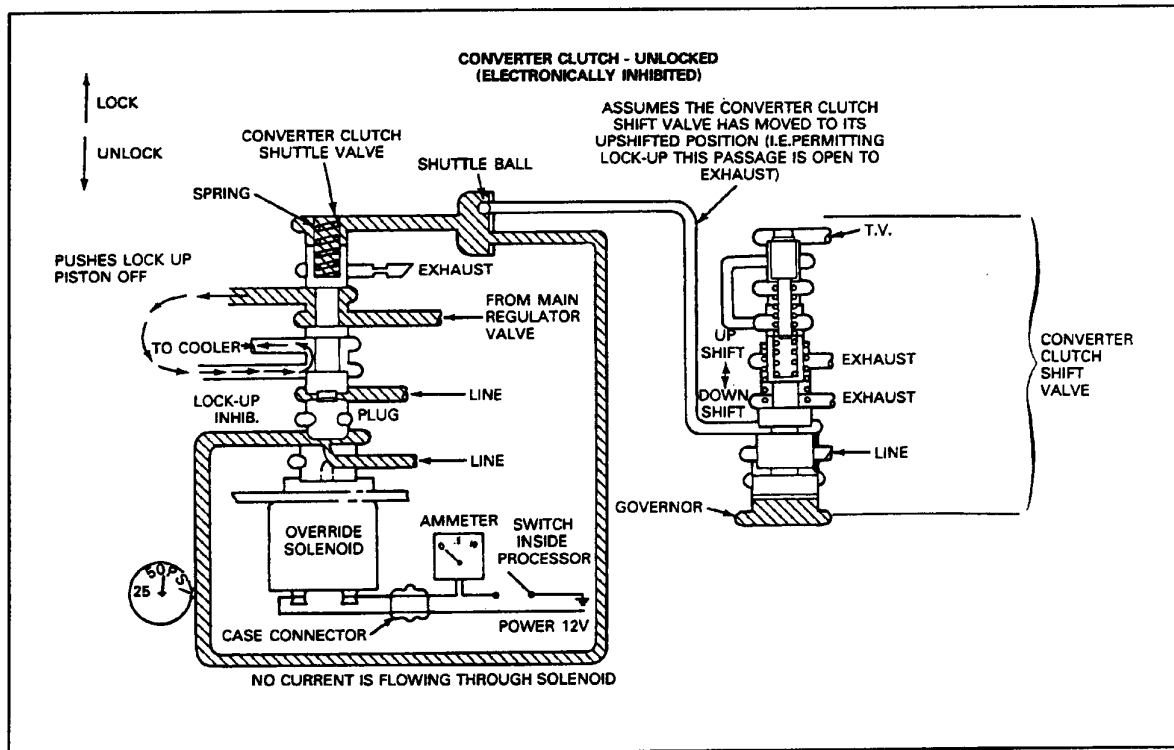 CONVERTER CLUTCH - UNLOCKED
(ELECTRONICALLY INHIBITED)
LOCK
UNLOCK
CONVERTER CLUTCH
SHUTTLE VALVE
SPRING
SHUTTLE BALL
ASSUMES THE CONVERTER CLUTCH
SHIFT VALVE HAS MOVED TO ITS
UPSHIFTED POSITION (I.E.PERMITTING
LOCK-UP THIS PASSAGE IS OPEN TO
EXHAUST)
T.V.
PUSHES LOCK UP
PISTON OFF
EXHAUST
FROM MAIN
REGULATOR
VALVE
TO COOLER
UP
SHIFT
DOWN
SHIFT
EXHAUST
EXHAUST
CONVERTER
CLUTCH
SHIFT
VALVE
LINE
LOCK-UP
INHIB.
PLUG
LINE
LINE
GOVERNOR
OVERRIDE
SOLENOID
AMMETER
0 .1 10
SWITCH
INSIDE
PROCESSOR
25 50 PSI
CASE CONNECTOR
POWER 12V
NO CURRENT IS FLOWING THROUGH SOLENOID